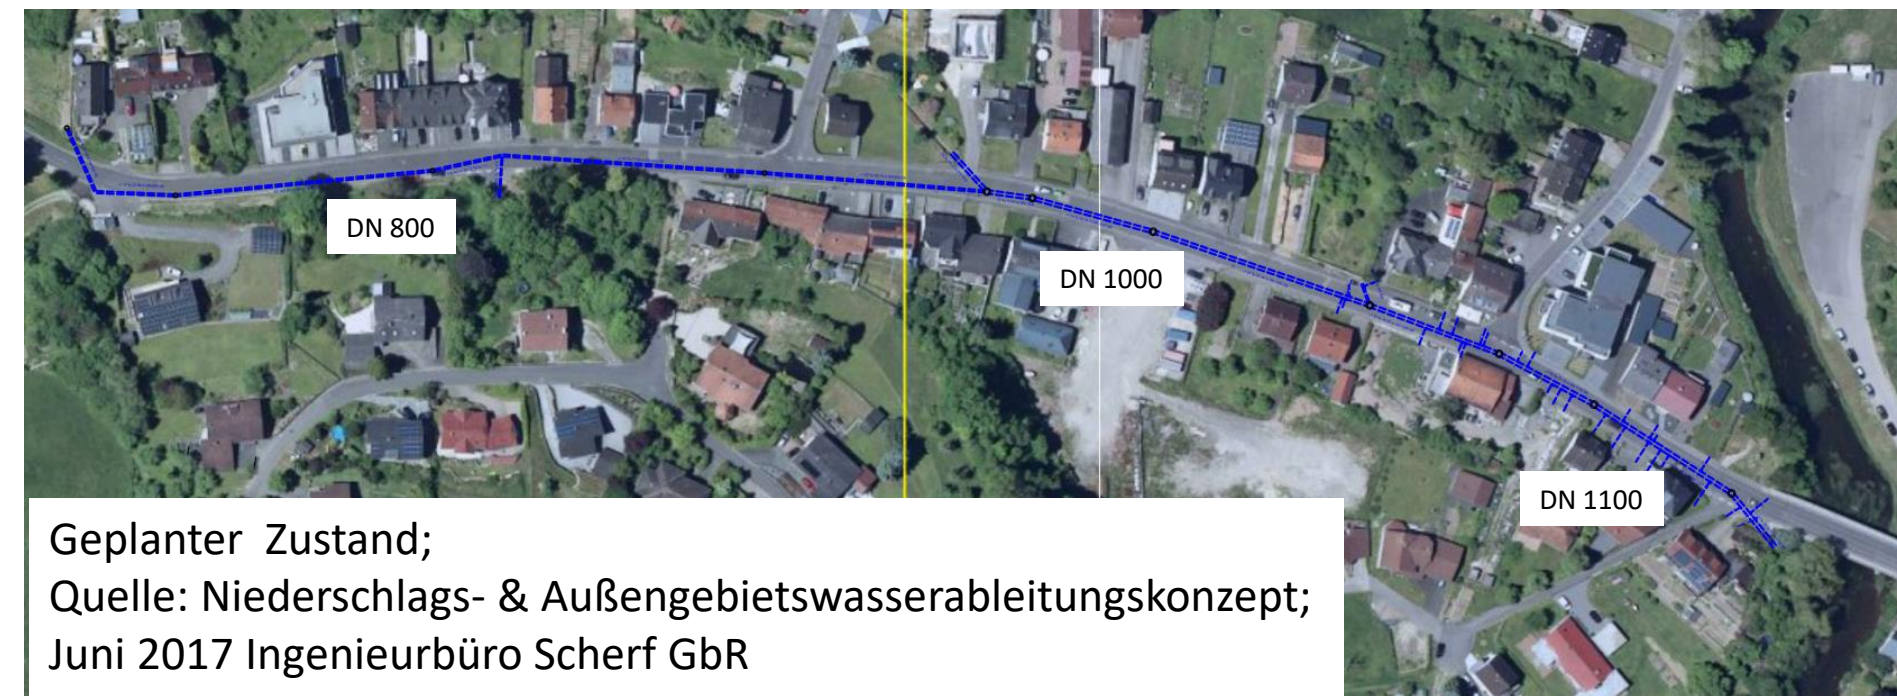 DN 800
DN 1000
DN 1100
Geplanter Zustand;
Quelle: Niederschlags- & Außengebietswasserableitungskonzept;
Juni 2017 Ingenieurbüro Scherf GbR